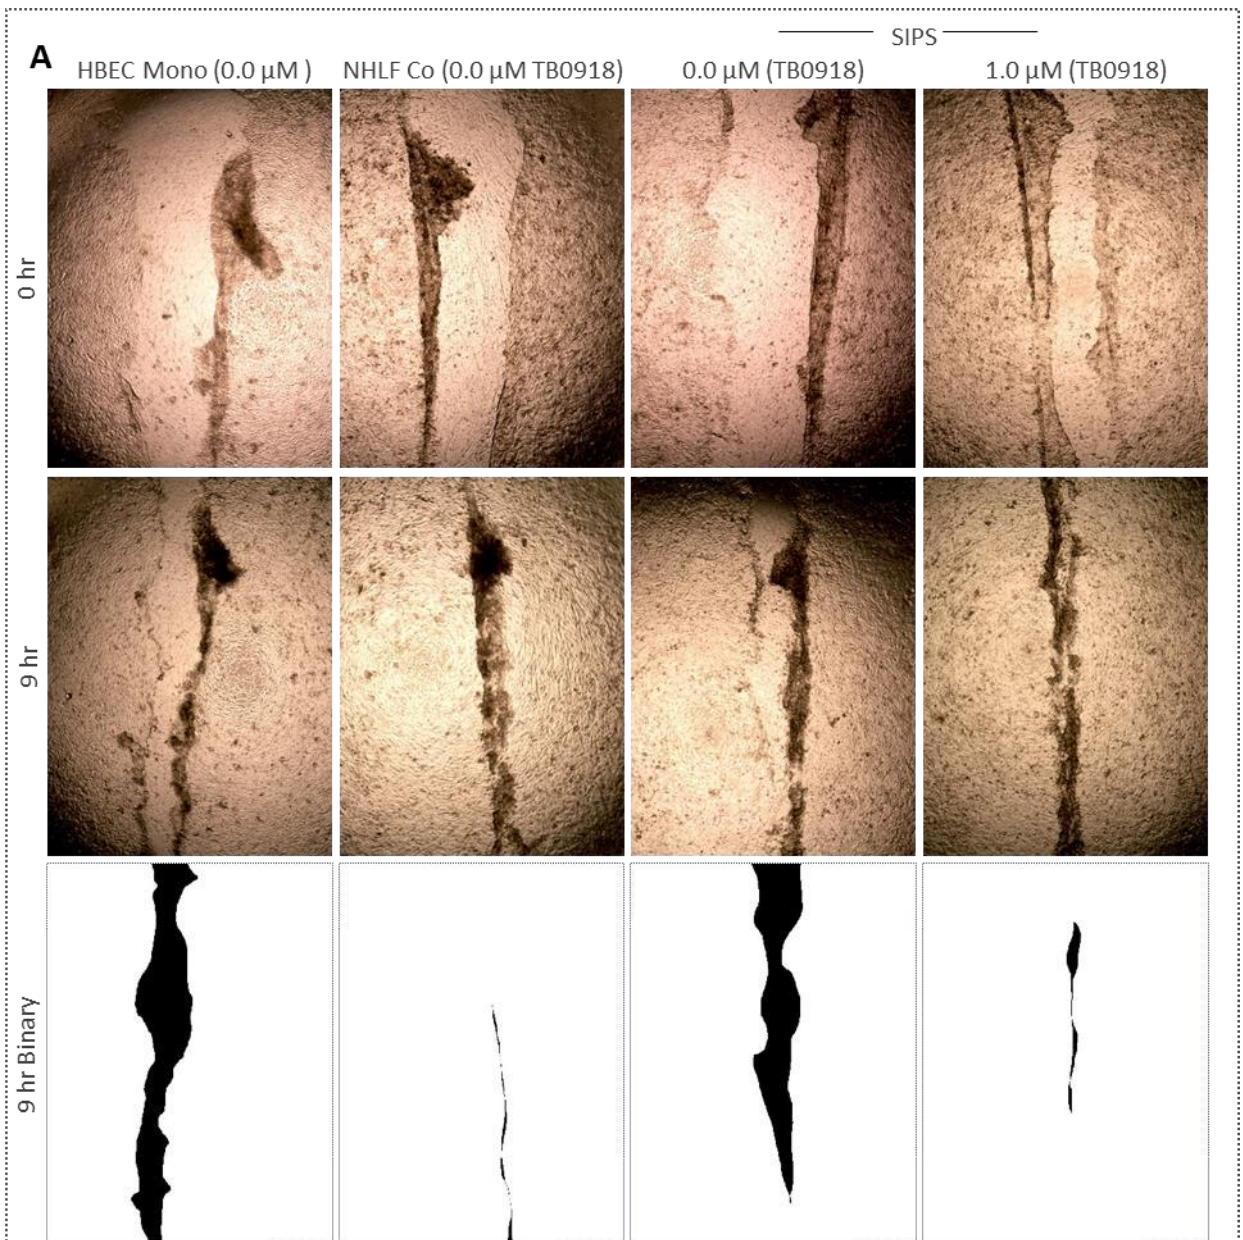 SIPS
A
HBEC Mono (0.0 µM )
NHLF Co (0.0 µM TB0918)
0.0 µM (TB0918)
1.0 µM (TB0918)
0 hr
9 hr
9 hr Binary